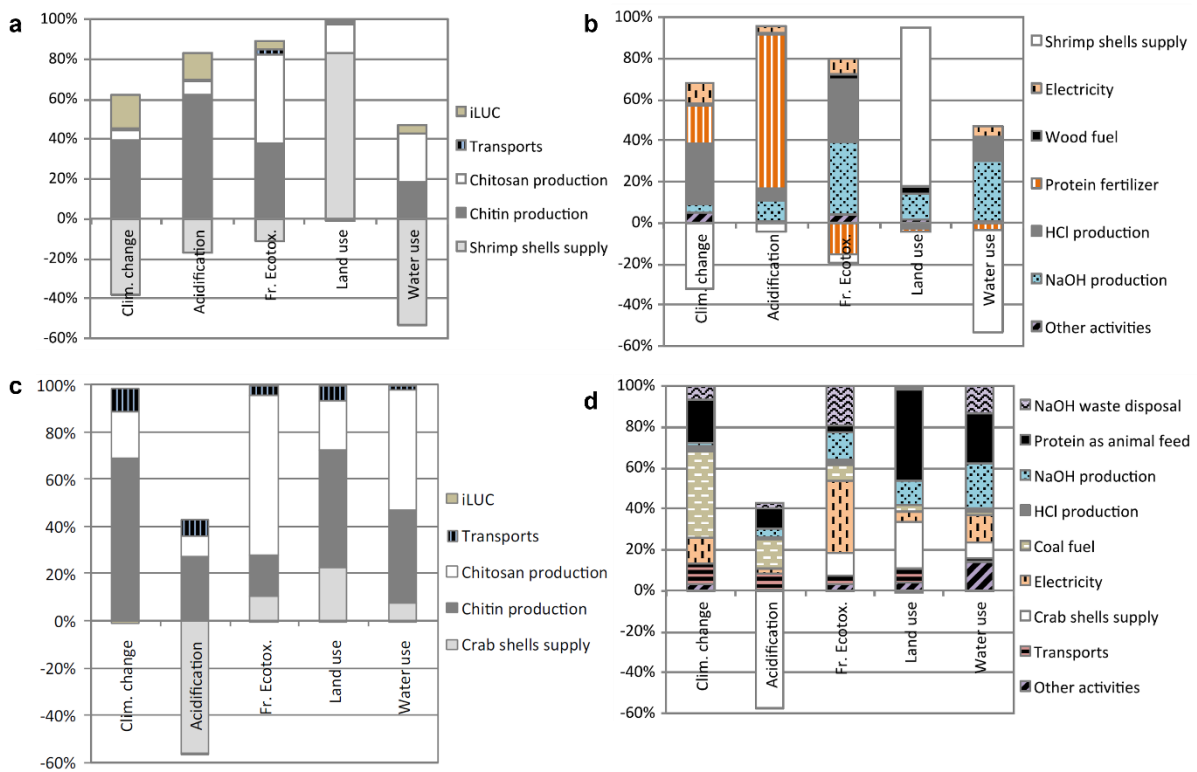 a
100%
80%
60%
40%
20%
0%
-20%
-40%
-60%
Clim. change
Acidification
Fr. Ecotox.
Land use
Water use
iLUC
Transports
Chitosan production
Chitin production
Shrimp shells supply
b
100%
80%
60%
40%
20%
0%
-20%
-40%
-60%
Clim. change
Acidification
Fr. Ecotox.
Land use
Water use
Shrimp shells supply
Electricity
Wood fuel
Protein fertilizer
HCl production
NaOH production
Other activities
c
100%
80%
60%
40%
20%
0%
-20%
-40%
-60%
Clim. change
Acidification
Fr. Ecotox.
Land use
Water use
iLUC
Transports
Chitosan production
Chitin production
Crab shells supply
d
100%
80%
60%
40%
20%
0%
-20%
-40%
-60%
Clim. change
Acidification
Fr. Ecotox.
Land use
Water use
NaOH waste disposal
Protein as animal feed
NaOH production
HCl production
Coal fuel
Electricity
Crab shells supply
Transports
Other activities